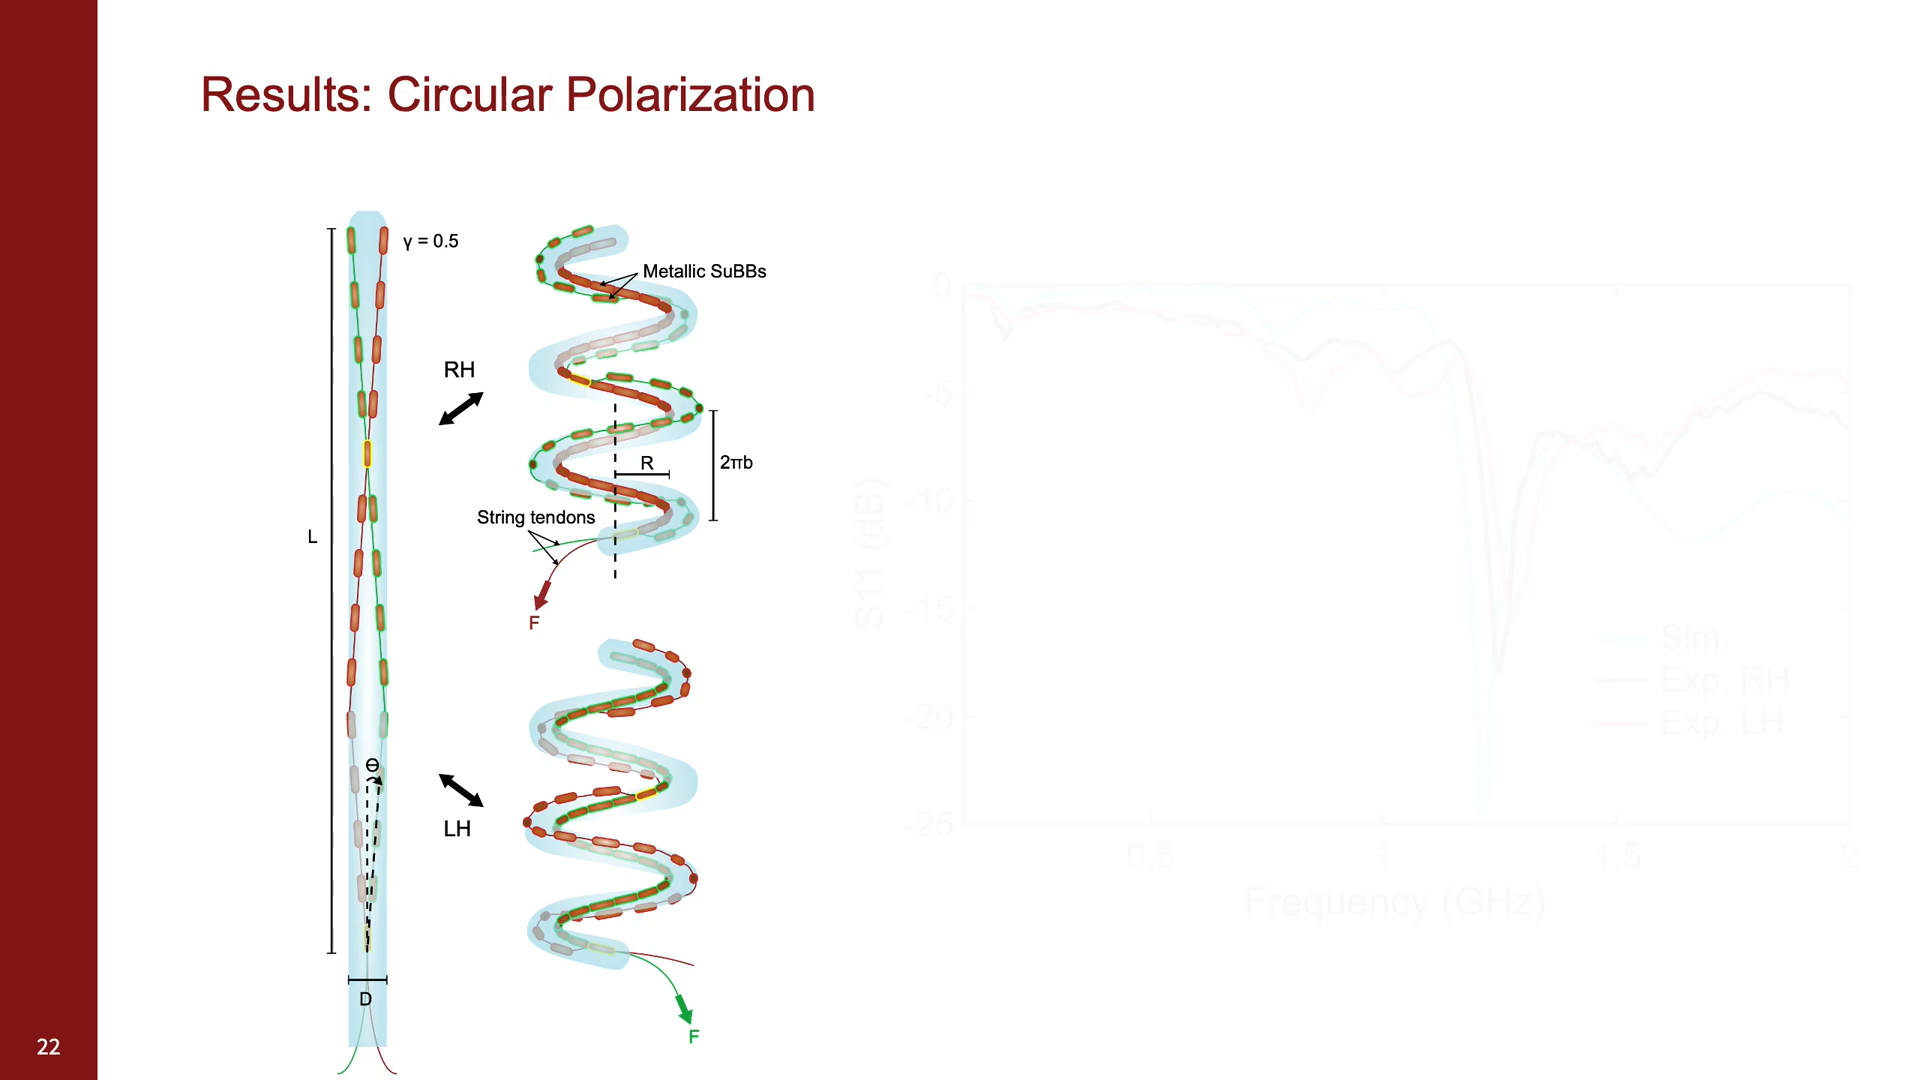 Results: Circular Polarization
γ = 0.5
L
Θ
D
RH
LH
Metallic SuBBs
R
2πb
String tendons
F
F
S11 (dB)
0
-5
-10
-15
-20
-25
0.5
1
1.5
2
Frequency (GHz)
Sim.
Exp. RH
Exp. LH
22